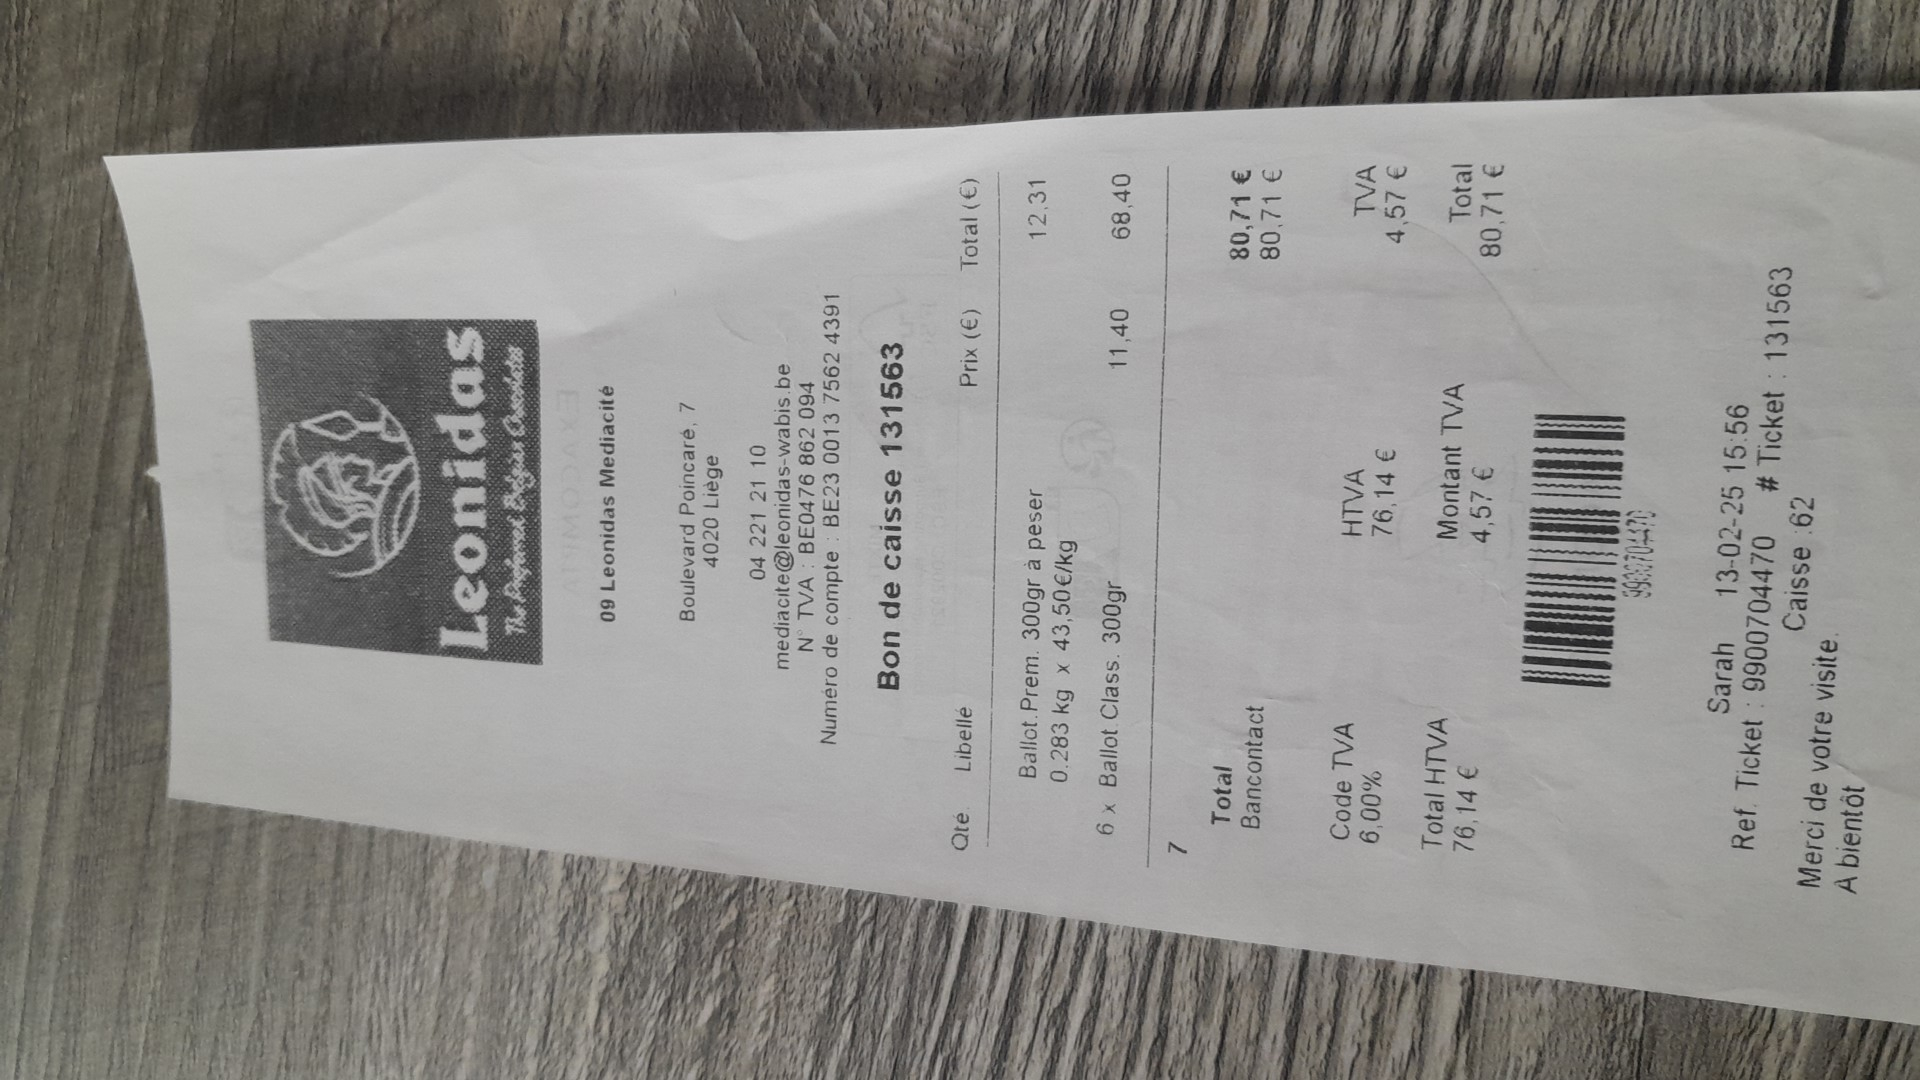 Leonidas
The Preferred Belgian Chocolates
09 Leonidas Mediacité
Boulevard Poincaré, 7
4020 Liège
04 221 21 10
mediacite@leonidas-wabis.be
N° TVA : BE0476 862 094
Numéro de compte : BE23 0013 7562 4391
Bon de caisse 131563
Qté Libellé Prix (€) Total (€)
Ballot.Prem. 300gr à peser 12,31
0.283 kg x 43,50€/kg
6 x Ballot.Class. 300gr 11,40 68,40
7
Total 80,71 €
Bancontact 80,71 €
Code TVA HTVA TVA
6,00% 76,14 € 4,57 €
Total HTVA Montant TVA Total
76,14 € 4,57 € 80,71 €
9900704470
Sarah 13-02-25 15:56
Ref. Ticket : 9900704470 # Ticket : 131563
Caisse :62
Merci de votre visite.
A bientôt